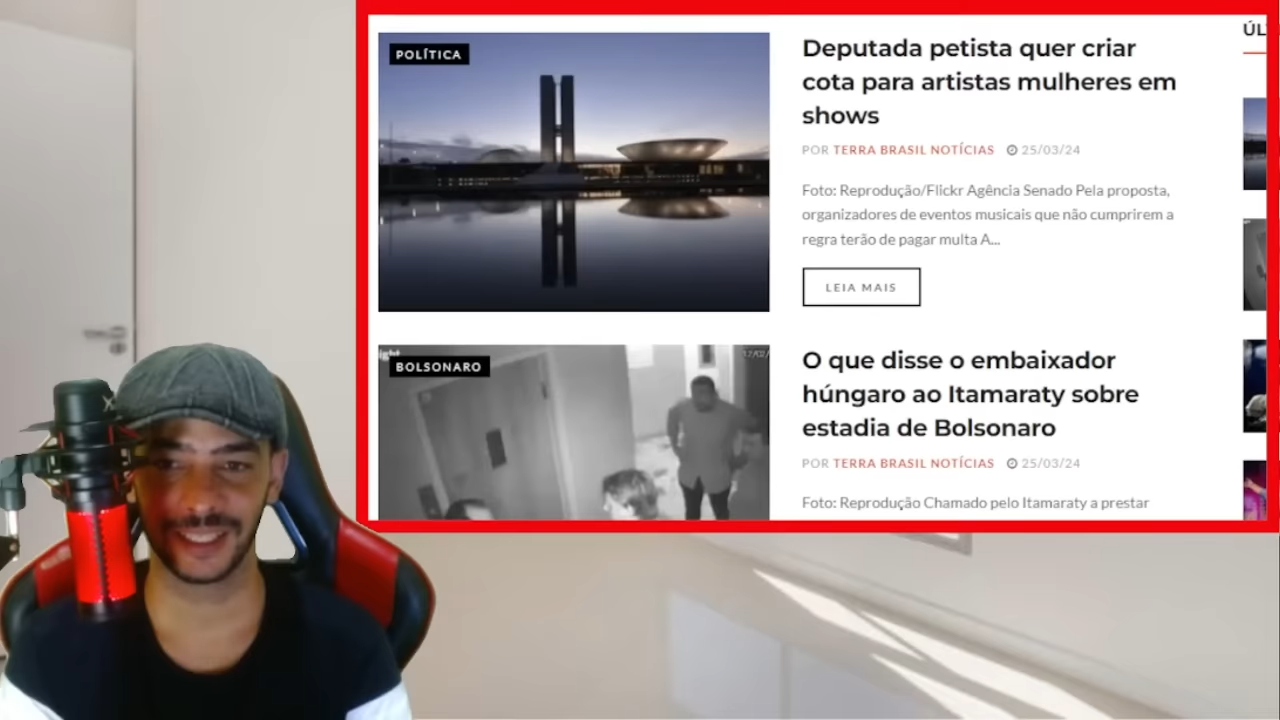 POLÍTICA
Deputada petista quer criar
cota para artistas mulheres em
shows
POR TERRA BRASIL NOTÍCIAS 25/03/24
Foto: Reprodução/Flickr Agência Senado Pela proposta,
organizadores de eventos musicais que não cumprirem a
regra terão de pagar multa A...
LEIA MAIS
BOLSONARO
O que disse o embaixador
húngaro ao Itamaraty sobre
estadia de Bolsonaro
POR TERRA BRASIL NOTÍCIAS 25/03/24
Foto: Reprodução Chamado pelo Itamaraty a prestar
ÚL